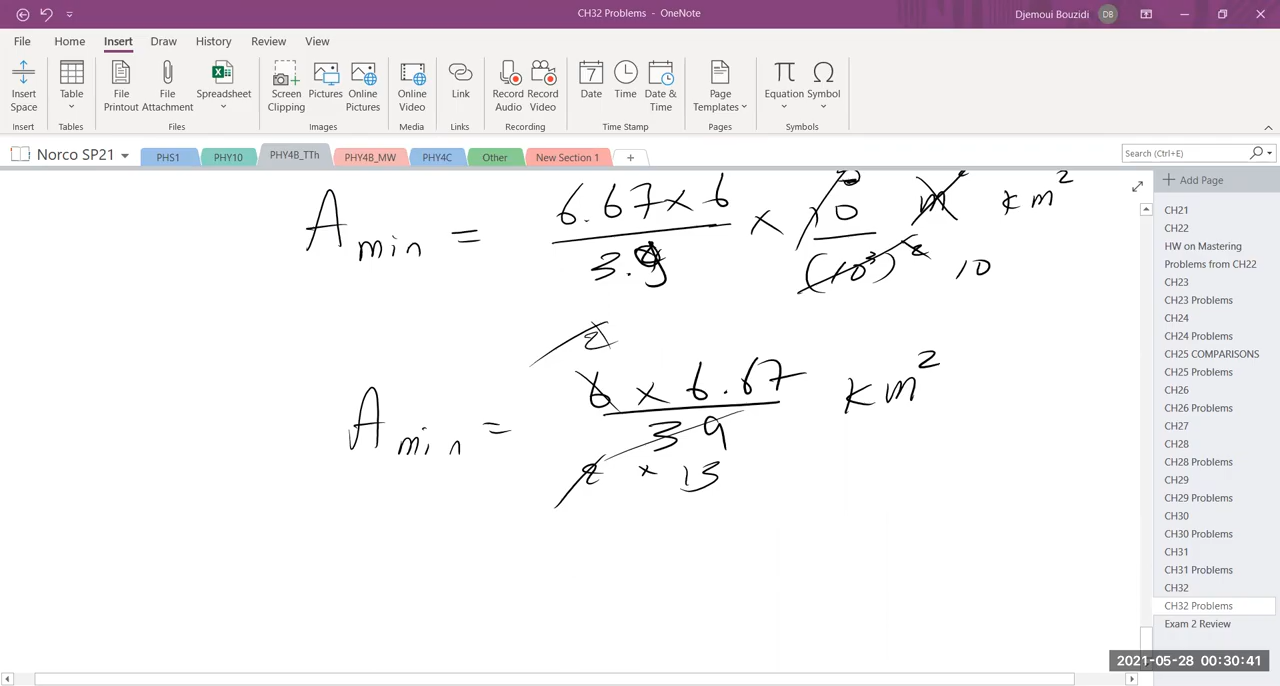 CH32 Problems - OneNote
Djemoui Bouzidi DB
File Home Insert Draw History Review View
Insert Space Table File Printout File Attachment Spreadsheet Screen Clipping Pictures Online Pictures Online Video Link Record Audio Record Video Date Time Date & Time Page Templates Equation Symbol
Insert Tables Files Images Media Links Recording Time Stamp Pages Symbols
Norco SP21 PHS1 PHY10 PHY4B_TTh PHY4B_MW PHY4C Other New Section 1 +
Search (Ctrl+E)
Add Page
CH21
CH22
HW on Mastering
Problems from CH22
CH23
CH23 Problems
CH24
CH24 Problems
CH25 COMPARISONS
CH25 Problems
CH26
CH26 Problems
CH27
CH28
CH28 Problems
CH29
CH29 Problems
CH30
CH30 Problems
CH31
CH31 Problems
CH32
CH32 Problems
Exam 2 Review
A min = 6.67 x 6 / 3.9 x 10 / (10³)² m km² 10
2
A min = 6 x 6.67 / 39 km²
2 x 13
2021-05-28 00:30:41